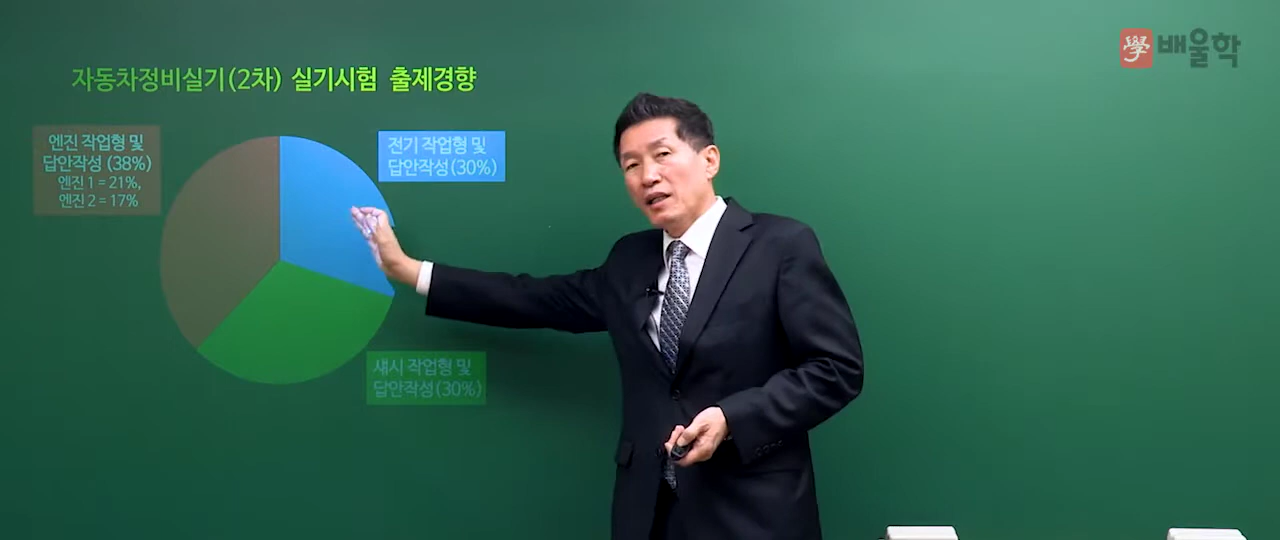 學 배울학
자동차정비실기(2차) 실기시험 출제경향
엔진 작업형 및
답안작성 (38%)
엔진 1 = 21%,
엔진 2 = 17%
전기 작업형 및
답안작성(30%)
섀시 작업형 및
답안작성(30%)